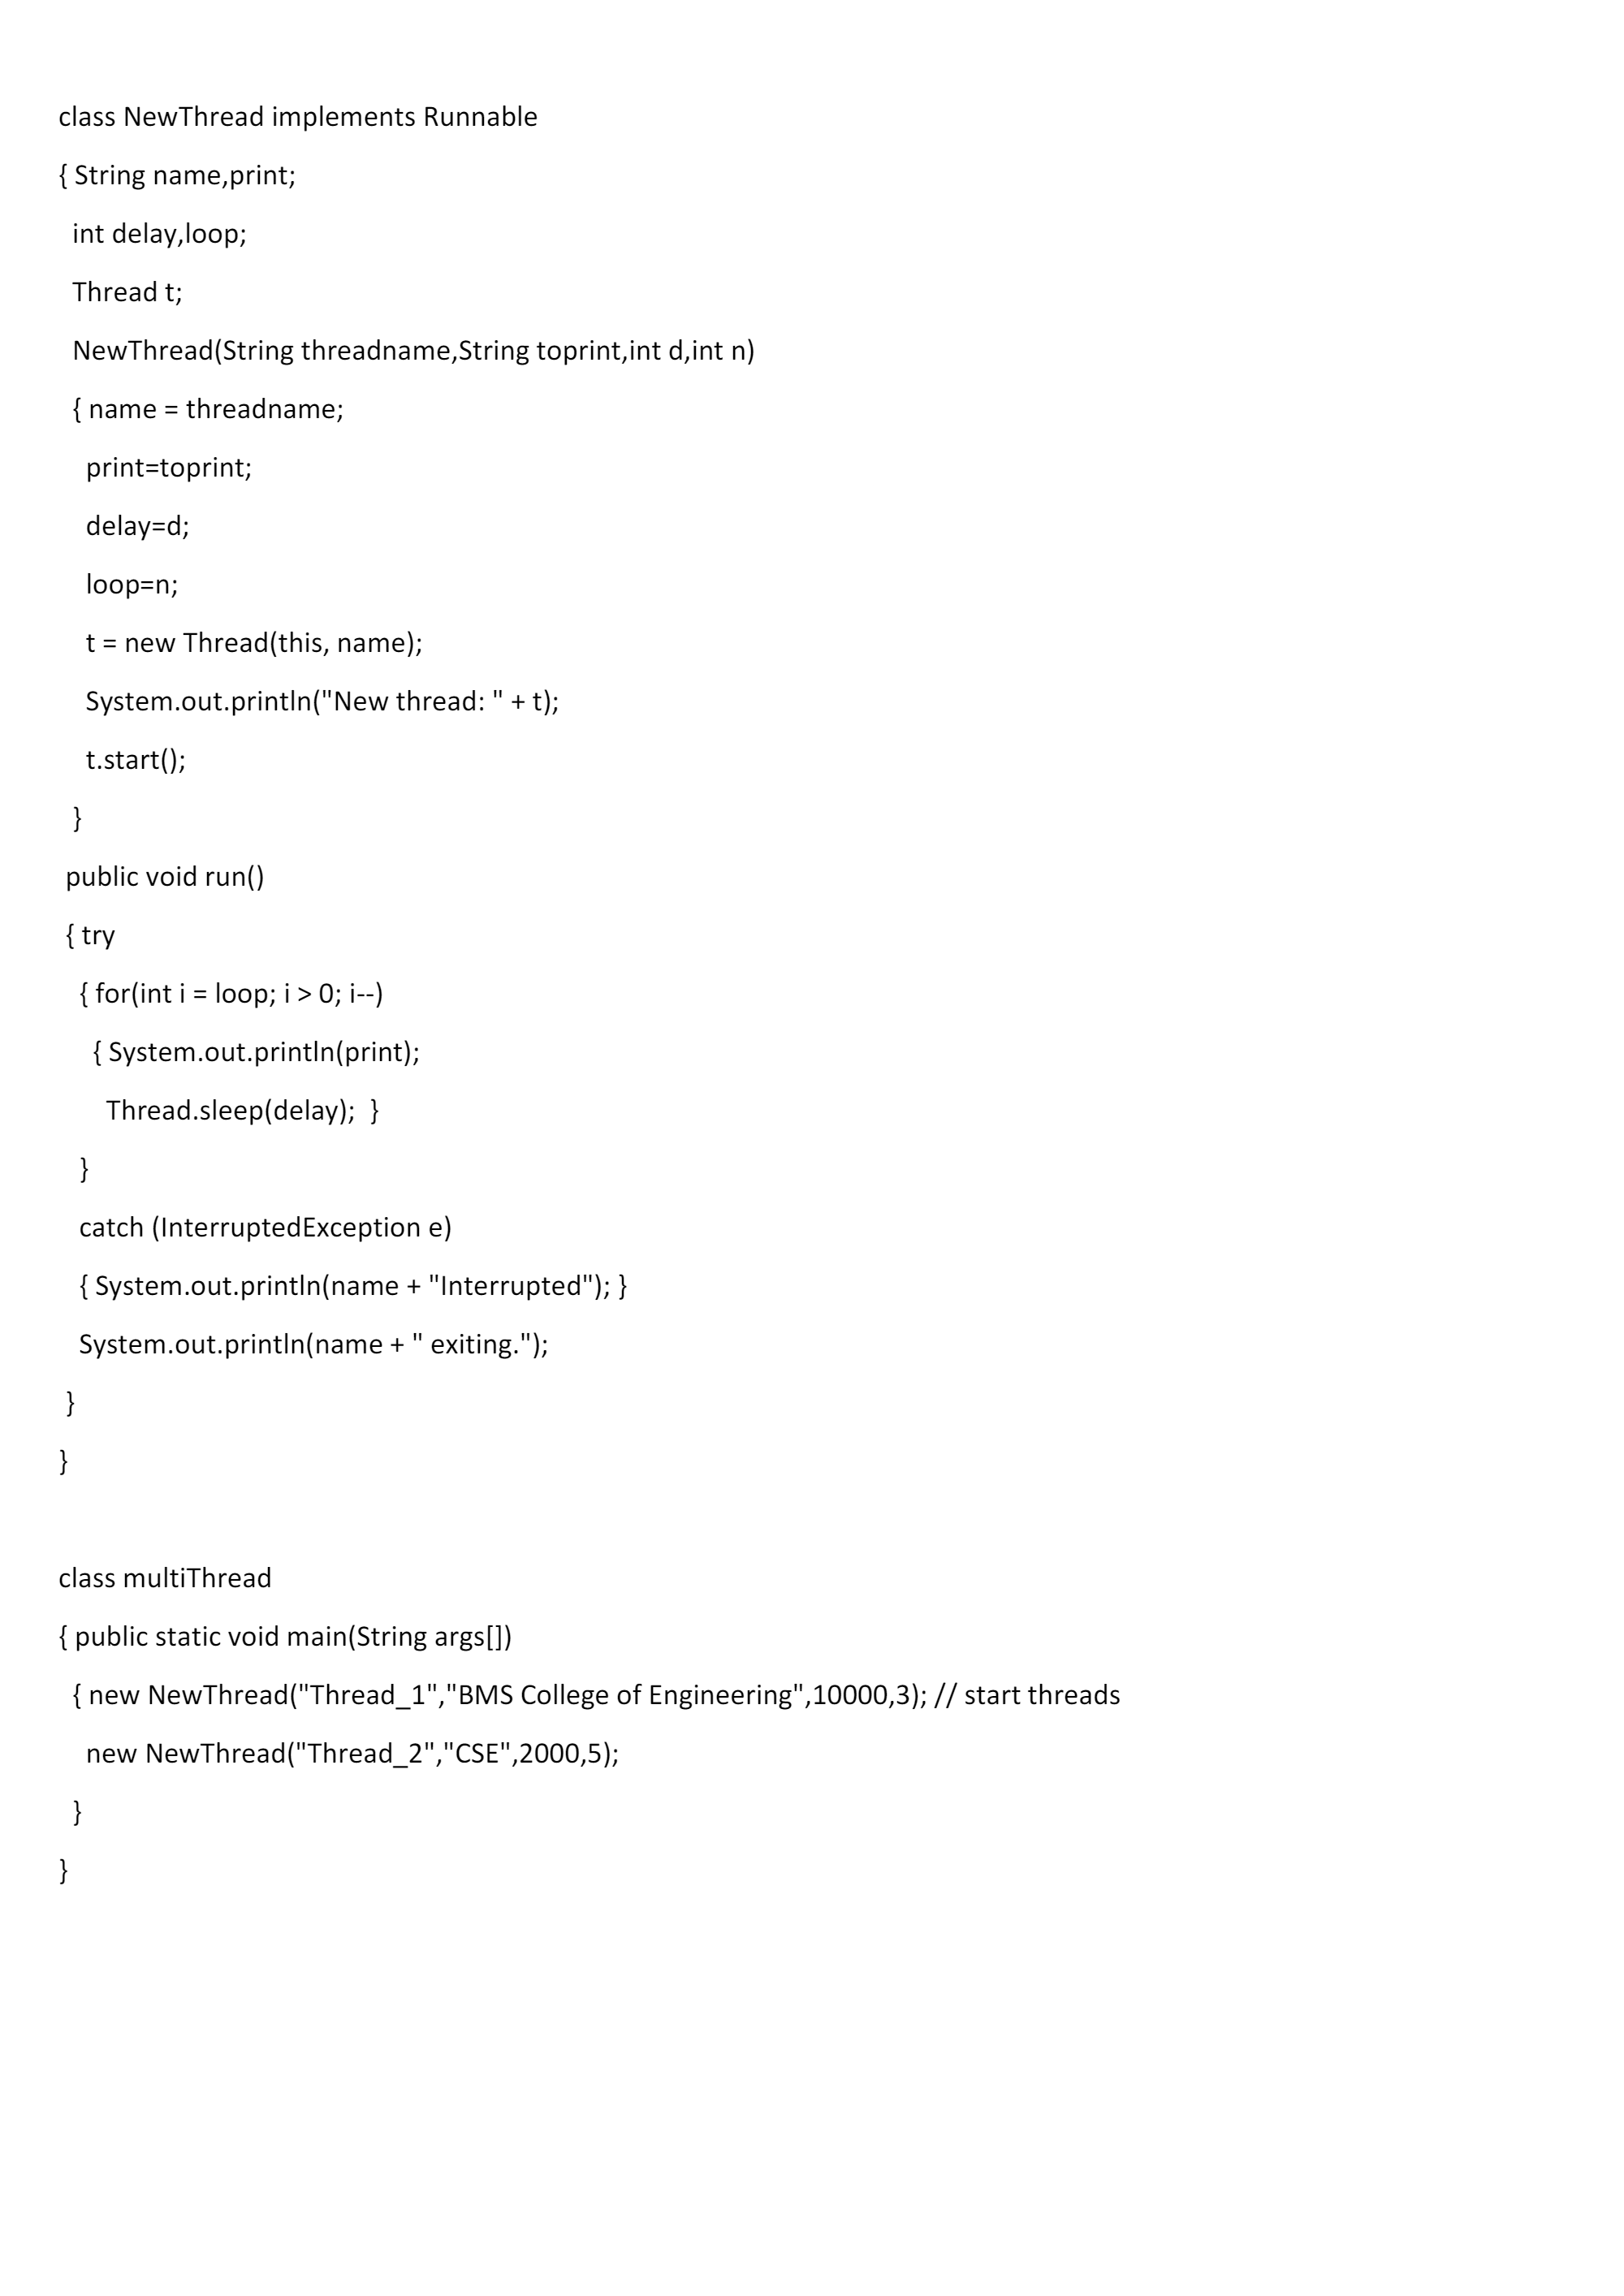 class NewThread implements Runnable
{ String name,print;
int delay,loop;
Thread t;
NewThread(String threadname,String toprint,int d,int n)
{ name = threadname;
print=toprint;
delay=d;
loop=n;
t = new Thread(this, name);
System.out.println("New thread: " + t);
t.start();
}
public void run()
{ try
{ for(int i = loop; i > 0; i--)
{ System.out.println(print);
Thread.sleep(delay);  }
}
catch (InterruptedException e)
{ System.out.println(name + "Interrupted"); }
System.out.println(name + " exiting.");
}
}
class multiThread
{ public static void main(String args[])
{ new NewThread("Thread_1","BMS College of Engineering",10000,3); // start threads
new NewThread("Thread_2","CSE",2000,5);
}
}